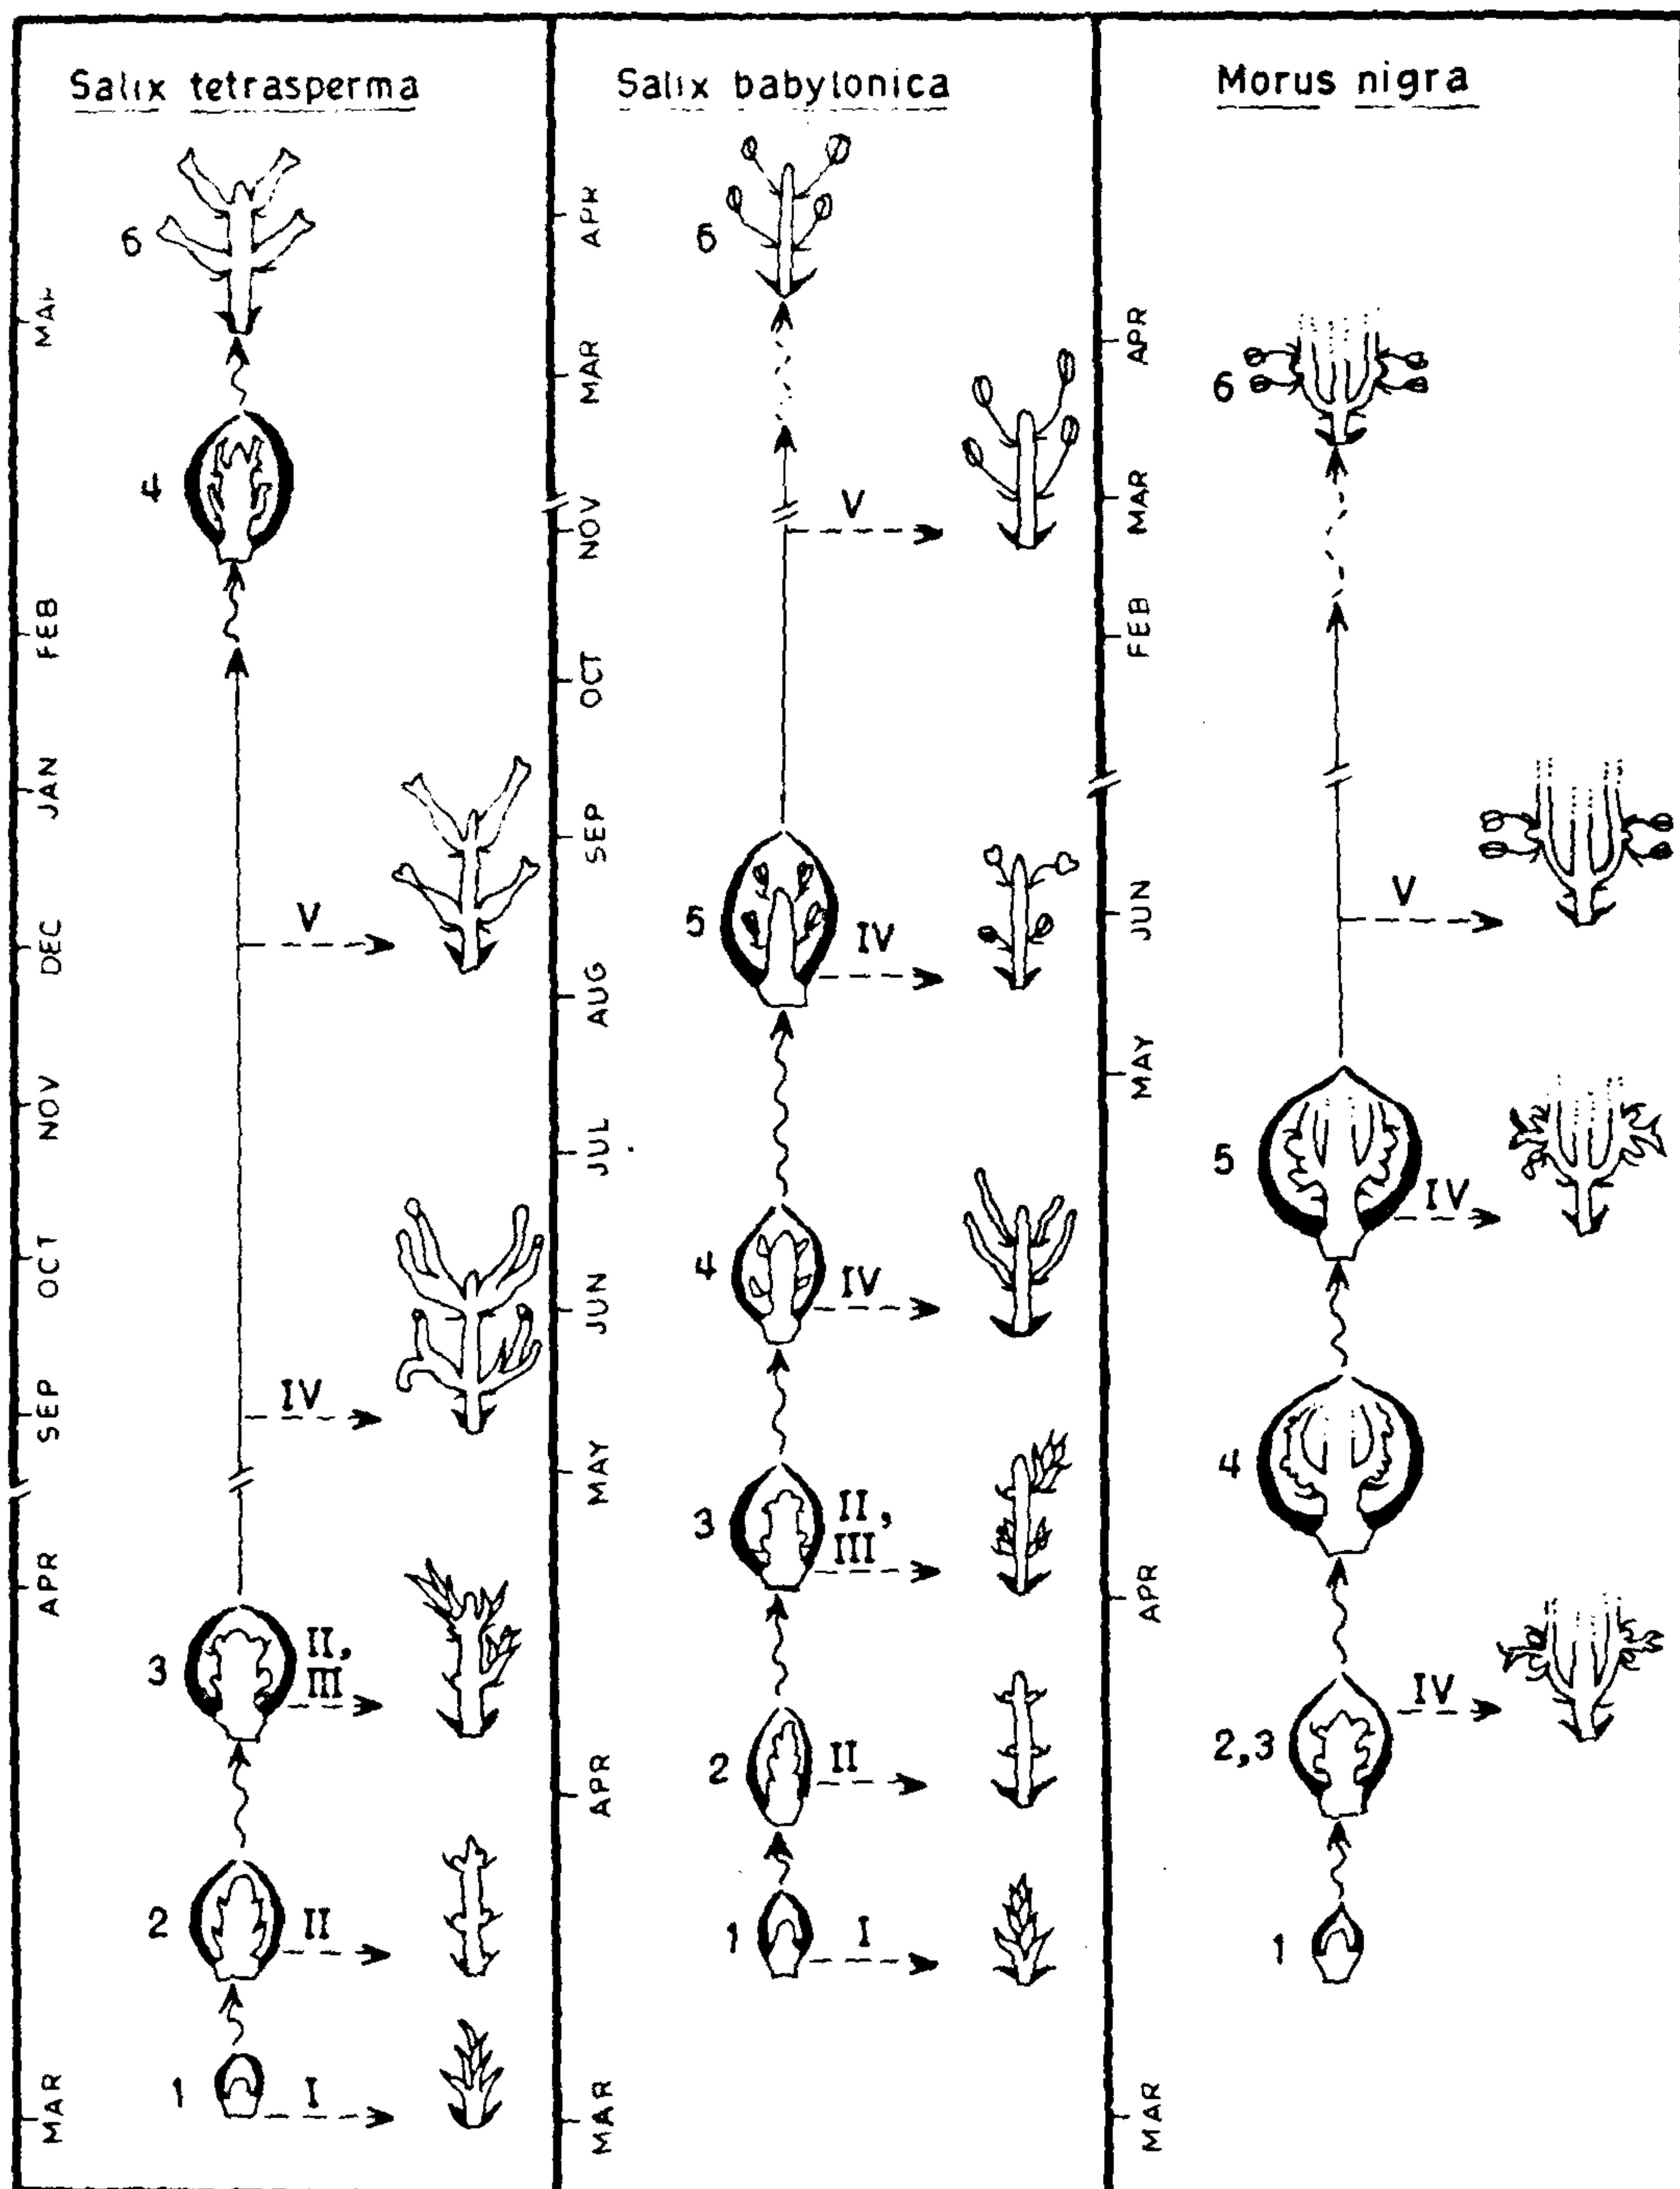 Salix tetrasperma
6
4
V
IV
3 II,
III
2 II
1 I
FEB
JAN
DEC
NOV
OCT
SEP
APR
MAR
Salix babylonica
6
V
5 IV
4 IV
3 II,
III
2 II
1 I
APR
MAR
NOV
OCT
SEP
AUG
JUL
JUN
MAY
APR
MAR
Morus nigra
6
V
5 IV
4
2,3 IV
1
APR
MAR
FEB
JUN
MAY
APR
MAR